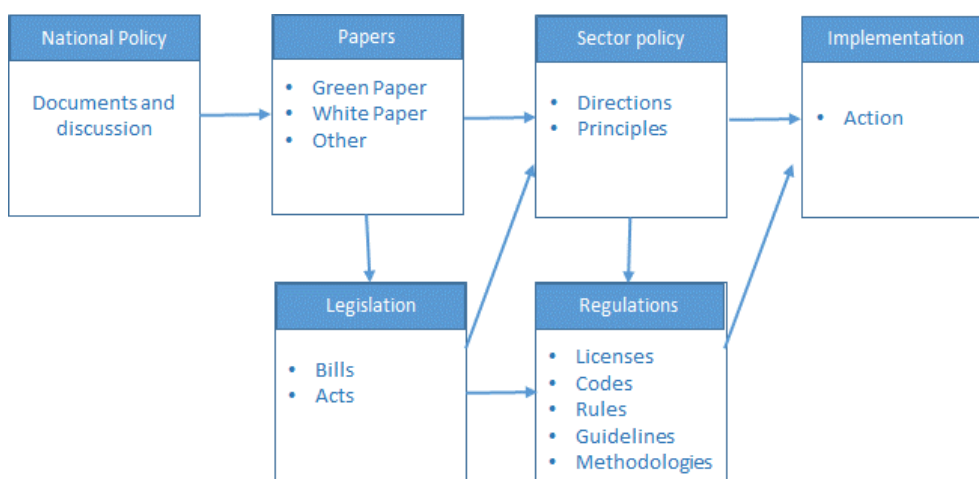 National Policy
Documents and
discussion
Papers
• Green Paper
• White Paper
• Other
Sector policy
• Directions
• Principles
Implementation
• Action
Legislation
• Bills
• Acts
Regulations
• Licenses
• Codes
• Rules
• Guidelines
• Methodologies